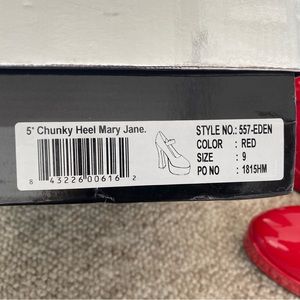 5" Chunky Heel Mary Jane.
STYLE NO.: 557-EDEN
COLOR : RED
SIZE : 9
PO NO : 1815HM
8 43226 00616 2